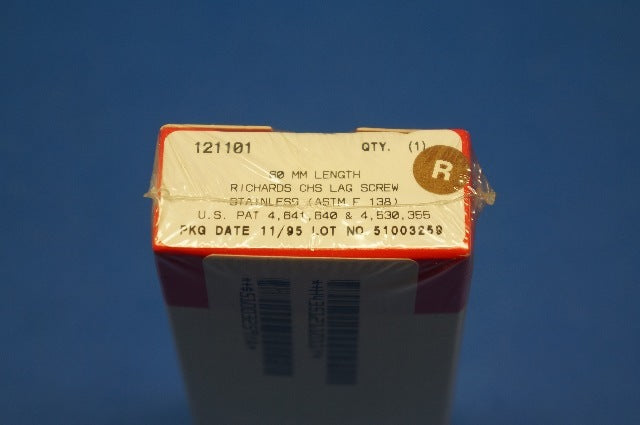 121101 QTY. (1)
R
MM LENGTH
RICHARDS CHS LAG SCREW
STAINLESS (ASTM F 138)
U.S. PAT 4,641,640 & 4,530,355
PKG DATE 11/95 LOT NO 51003259